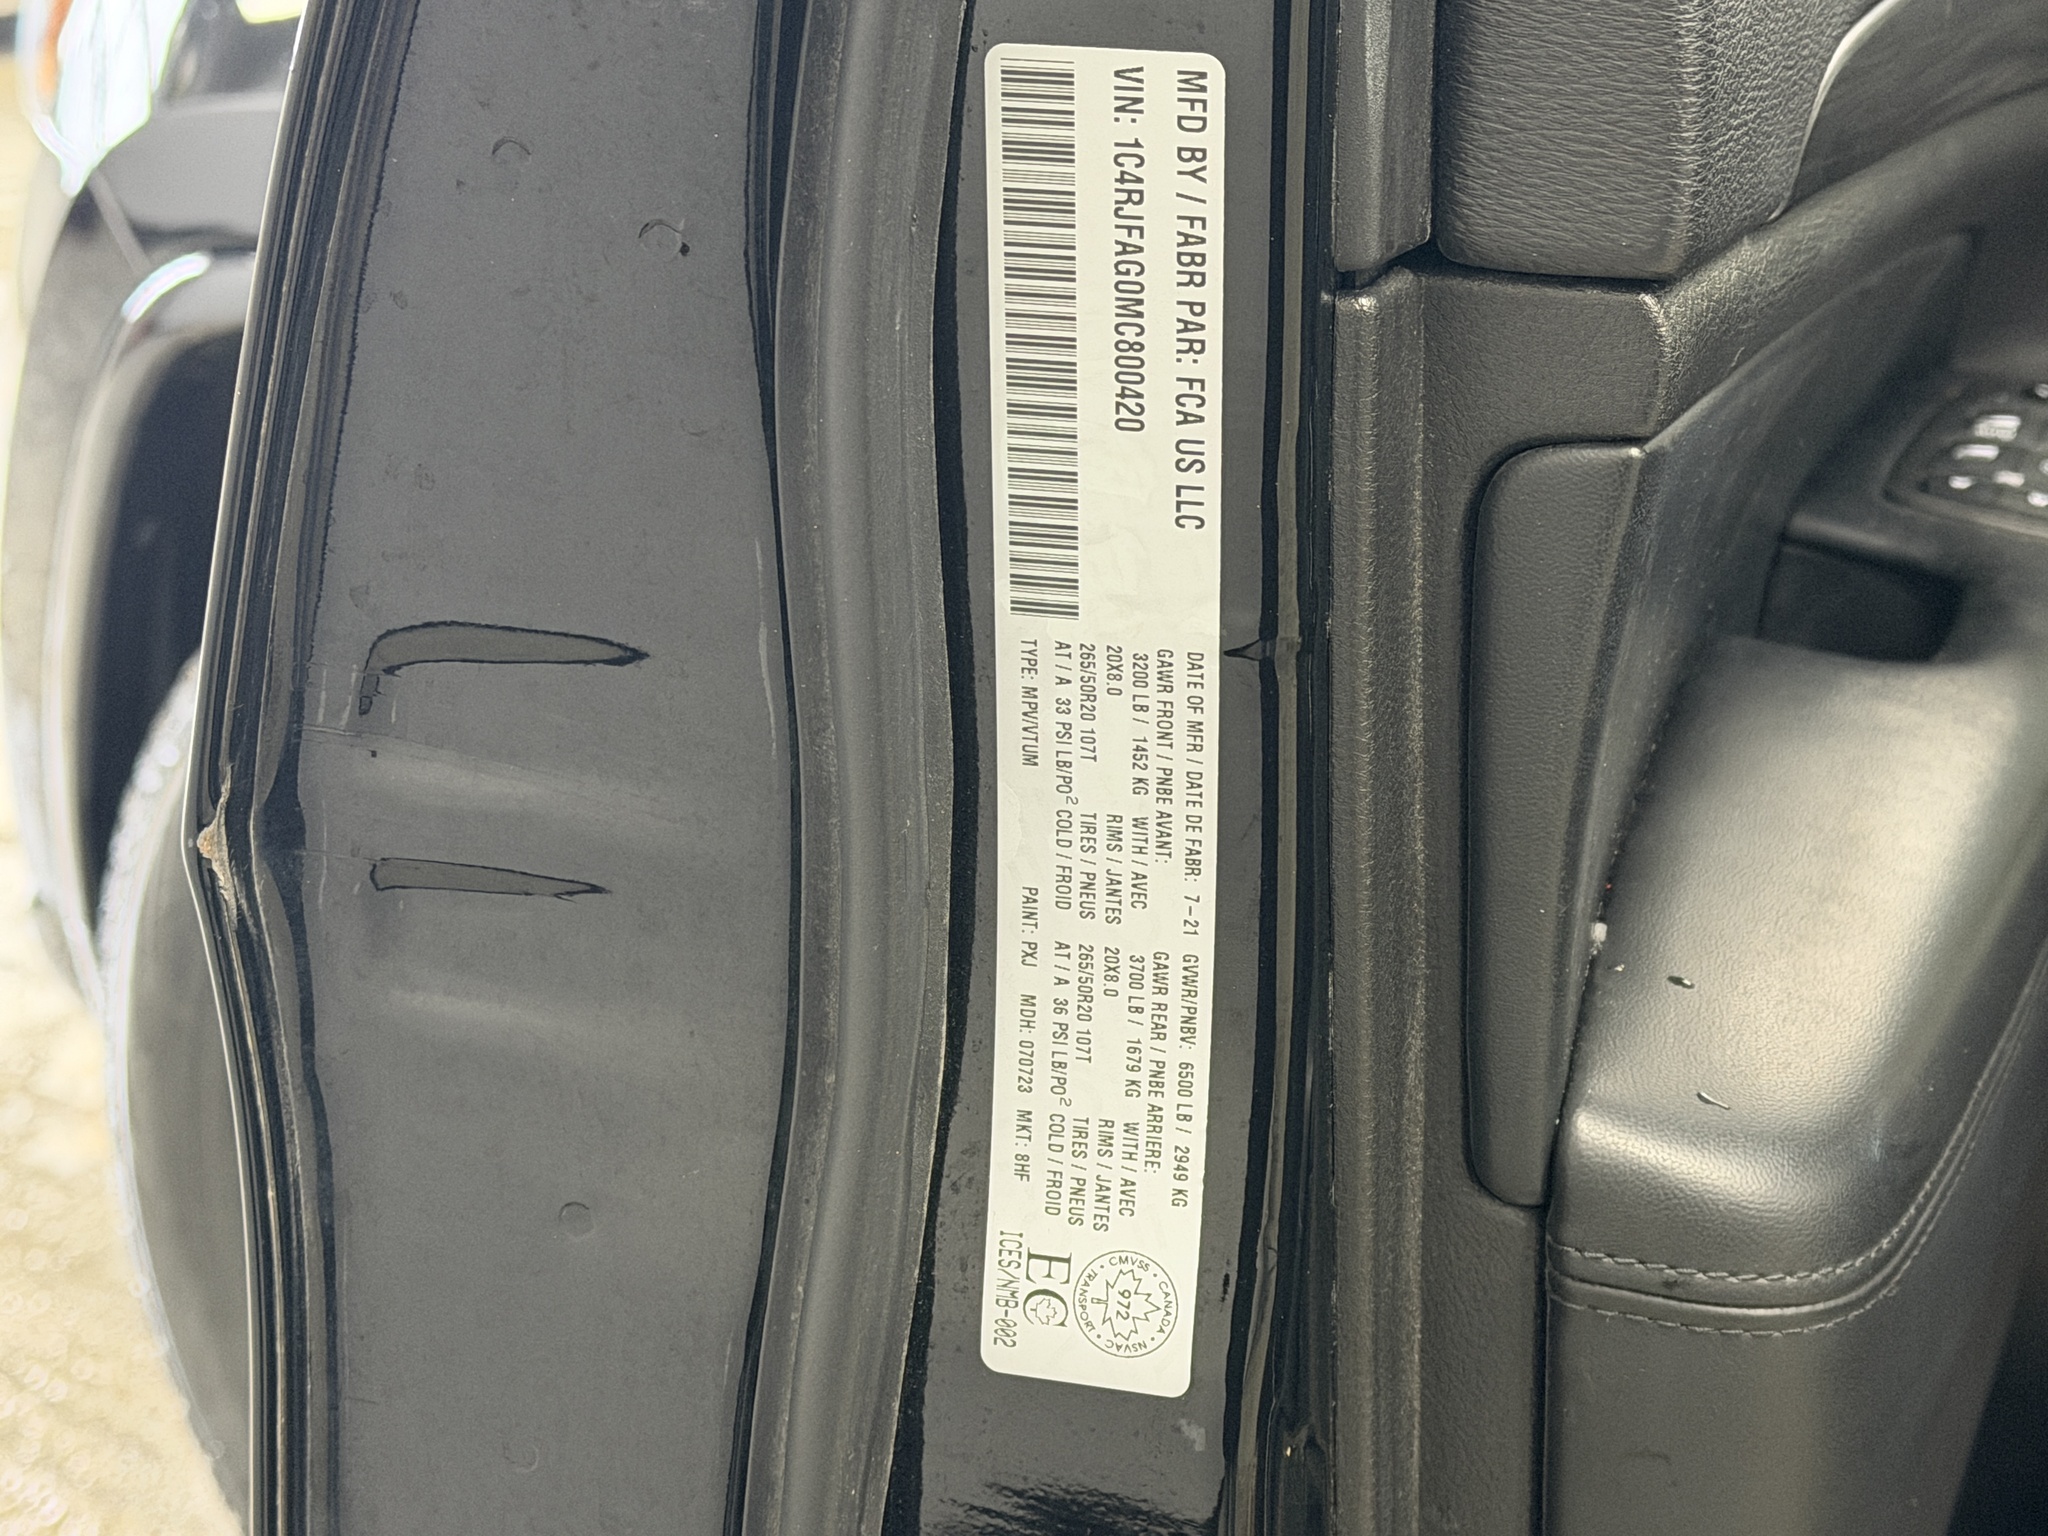 MFD BY / FABR PAR: FCA US LLC
VIN: 1C4RJFAG0MC800420
DATE OF MFR / DATE DE FABR: 7-21 GVWR/PNBV: 6500 LB / 2949 KG
GAWR FRONT / PNBE AVANT: GAWR REAR / PNBE ARRIERE:
3200 LB / 1452 KG WITH / AVEC 3700 LB / 1679 KG WITH / AVEC
20X8.0 RIMS / JANTES 20X8.0 RIMS / JANTES
265/50R20 107T TIRES / PNEUS 265/50R20 107T TIRES / PNEUS
AT / A 33 PSI LB/PO² COLD / FROID AT / A 36 PSI LB/PO² COLD / FROID
TYPE: MPV/VTUM PAINT: PXJ MDH: 070723 MKT: 8HF
CANADA • NSVAC • TRANSPORT • CMVSS •
972
EC
ICES/NMB-002